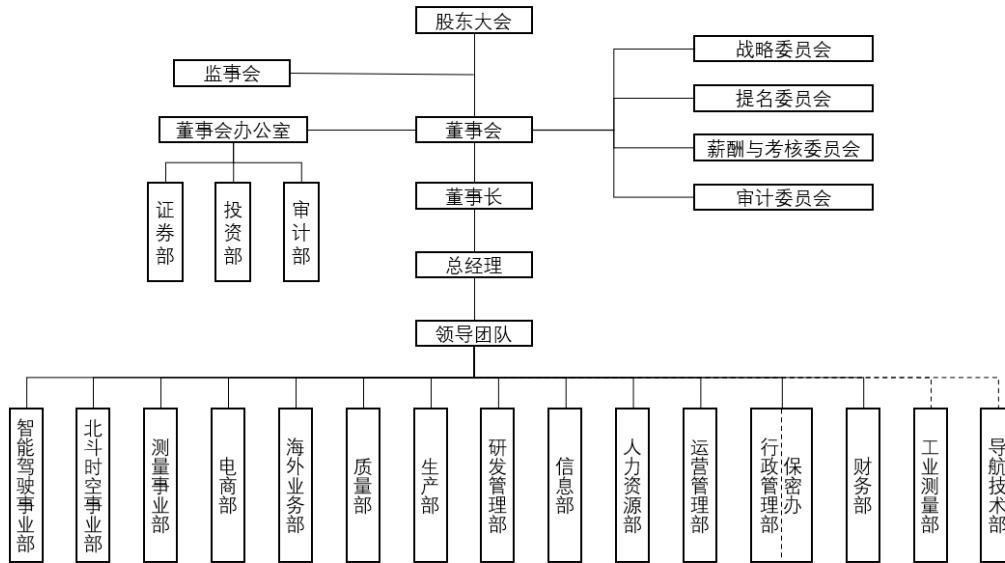 股东大会
战略委员会
监事会
提名委员会
董事会办公室
董事会
薪酬与考核委员会
董事长
审计委员会
证券部
投资部
审计部
总经理
领导团队
智能驾驶事业部
北斗时空事业部
测量事业部
电商部
海外业务部
质量部
生产部
研发管理部
信息部
人力资源部
运营管理部
行政管理部
保密办
财务部
工业测量部
导航技术部